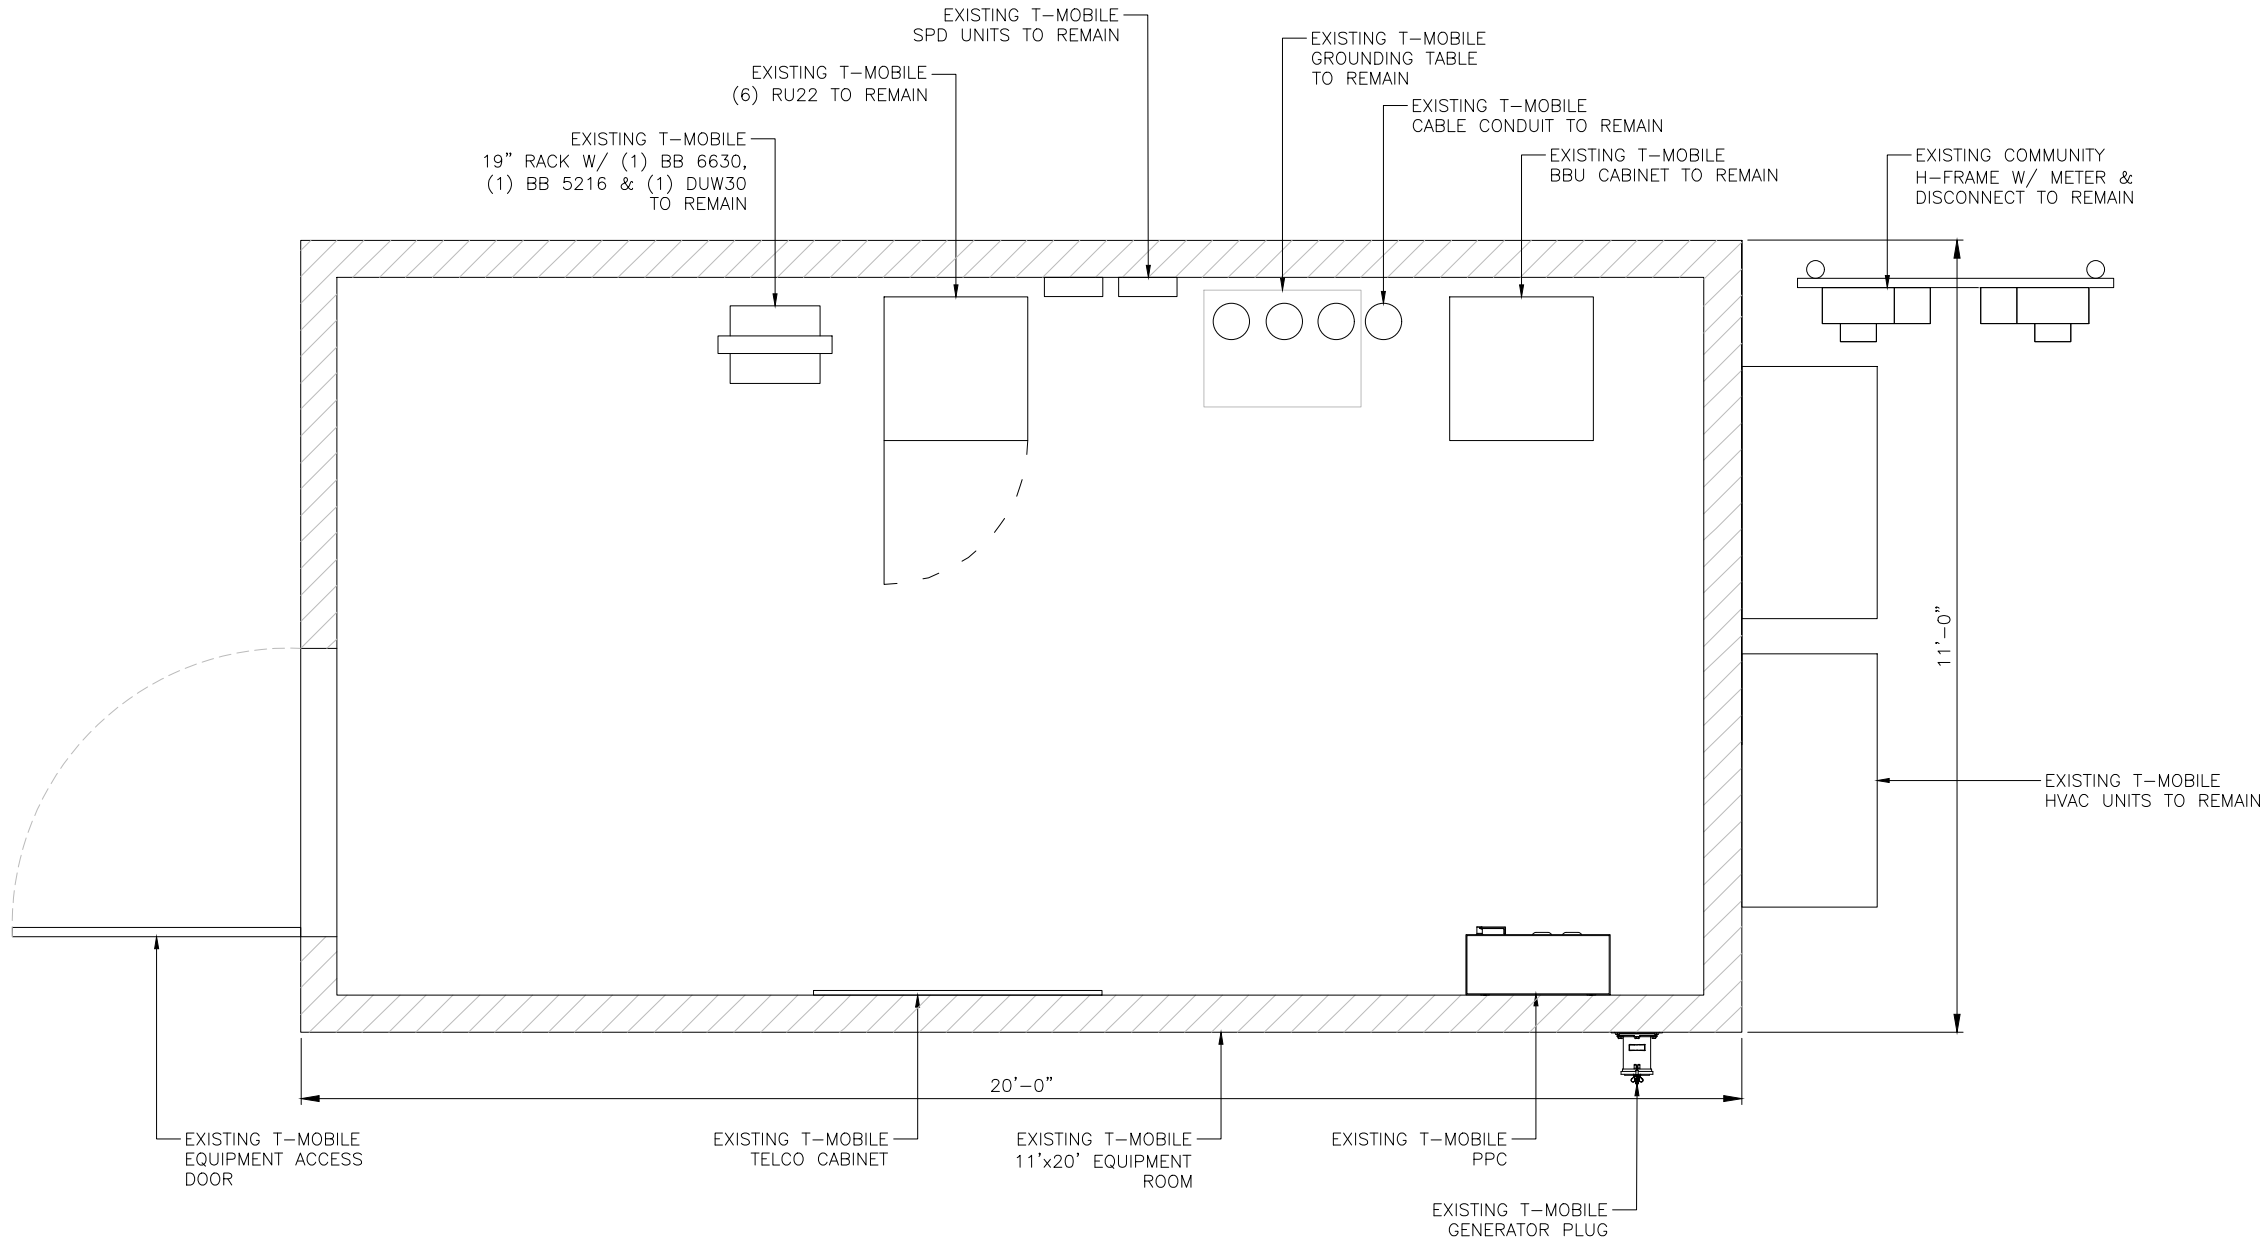 EXISTING T-MOBILE
SPD UNITS TO REMAIN
EXISTING T-MOBILE
GROUNDING TABLE
TO REMAIN
EXISTING T-MOBILE
(6) RU22 TO REMAIN
EXISTING T-MOBILE
CABLE CONDUIT TO REMAIN
EXISTING T-MOBILE
19" RACK W/ (1) BB 6630,
(1) BB 5216 & (1) DUW30
TO REMAIN
EXISTING T-MOBILE
BBU CABINET TO REMAIN
EXISTING COMMUNITY
H-FRAME W/ METER &
DISCONNECT TO REMAIN
11'-0"
EXISTING T-MOBILE
HVAC UNITS TO REMAIN
20'-0"
EXISTING T-MOBILE
EQUIPMENT ACCESS
DOOR
EXISTING T-MOBILE
TELCO CABINET
EXISTING T-MOBILE
11'x20' EQUIPMENT
ROOM
EXISTING T-MOBILE
PPC
EXISTING T-MOBILE
GENERATOR PLUG